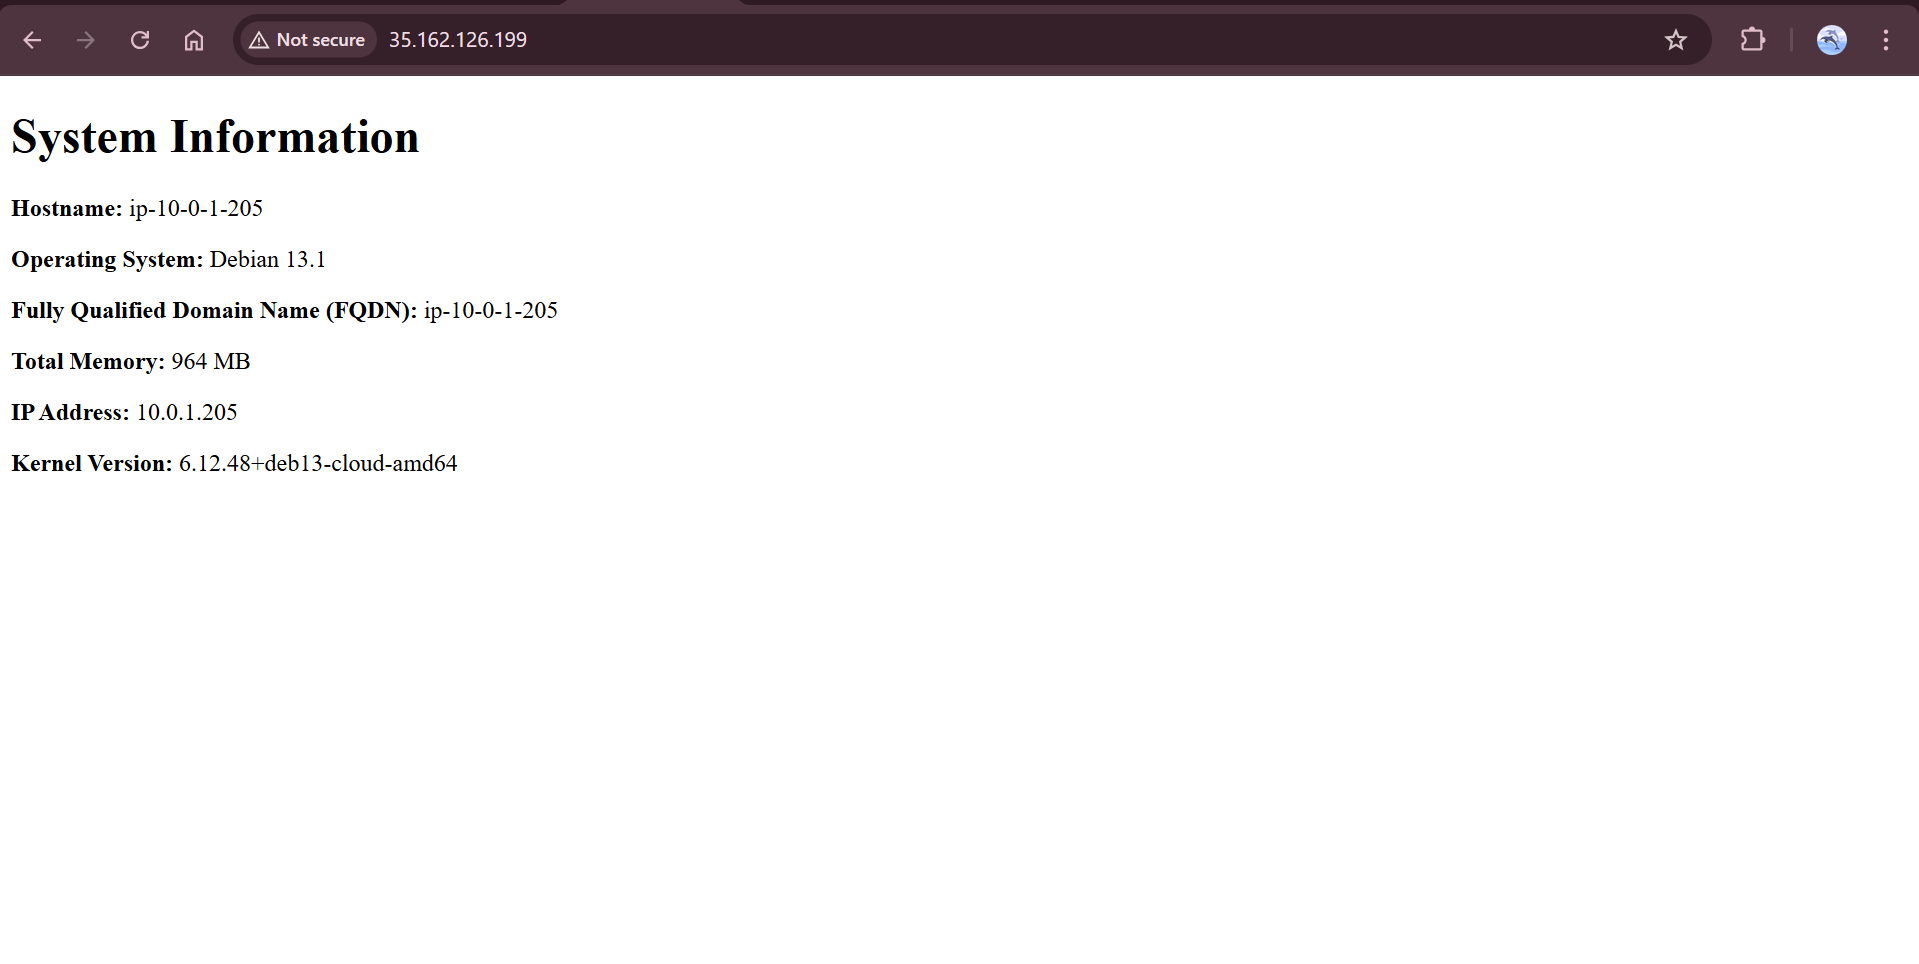 Not secure 35.162.126.199
System Information
Hostname: ip-10-0-1-205
Operating System: Debian 13.1
Fully Qualified Domain Name (FQDN): ip-10-0-1-205
Total Memory: 964 MB
IP Address: 10.0.1.205
Kernel Version: 6.12.48+deb13-cloud-amd64